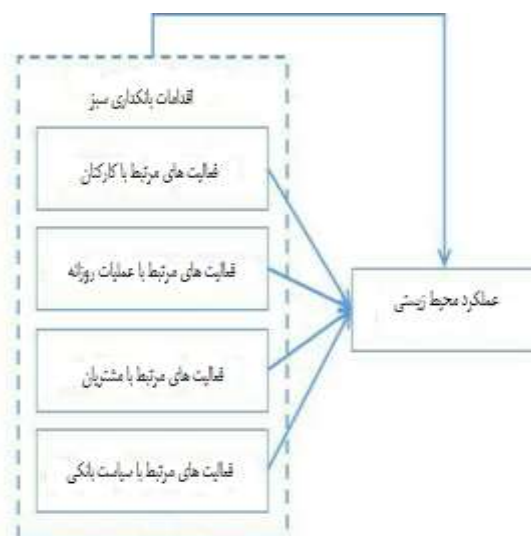 اقدامات بانکداری سبز
فعالیت های مرتبط با کارکنان
فعالیت های مرتبط با عملیات روزانه
عملکرد محیط زیستی
فعالیت های مرتبط با مشتریان
فعالیت های مرتبط با سیاست بانکی